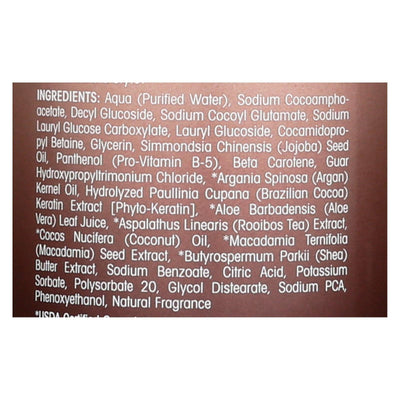 INGREDIENTS: Aqua (Purified Water), Sodium Cocoampho-
acetate, Decyl Glucoside, Sodium Cocoyl Glutamate, Sodium
Lauryl Glucose Carboxylate, Lauryl Glucoside, Cocamidopro-
pyl Betaine, Glycerin, Simmondsia Chinensis (Jojoba) Seed
Oil, Panthenol (Pro-Vitamin B-5), Beta Carotene, Guar
Hydroxypropyltrimonium Chloride, *Argania Spinosa (Argan)
Kernel Oil, Hydrolyzed Paullinia Cupana (Brazilian Cocoa)
Keratin Extract [Phyto-Keratin], *Aloe Barbadensis (Aloe
Vera) Leaf Juice, *Aspalathus Linearis (Rooibos Tea) Extract,
*Cocos Nucifera (Coconut) Oil, *Macadamia Ternifolia
(Macadamia) Seed Extract, *Butyrospermum Parkii (Shea)
Butter Extract, Sodium Benzoate, Citric Acid, Potassium
Sorbate, Polysorbate 20, Glycol Distearate, Sodium PCA,
Phenoxyethanol, Natural Fragrance
*USDA Certified